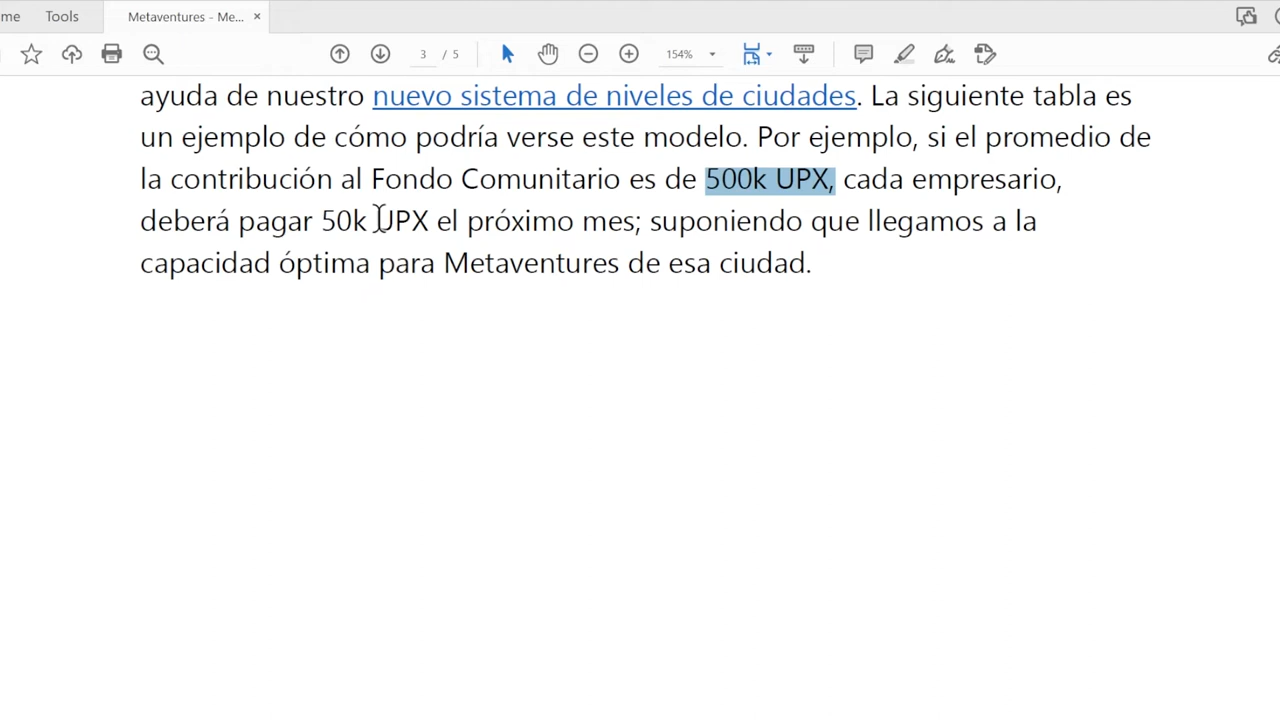 me Tools Metaventures - Me... ×
3 / 5 154%
ayuda de nuestro nuevo sistema de niveles de ciudades. La siguiente tabla es
un ejemplo de cómo podría verse este modelo. Por ejemplo, si el promedio de
la contribución al Fondo Comunitario es de 500k UPX, cada empresario,
deberá pagar 50k UPX el próximo mes; suponiendo que llegamos a la
capacidad óptima para Metaventures de esa ciudad.